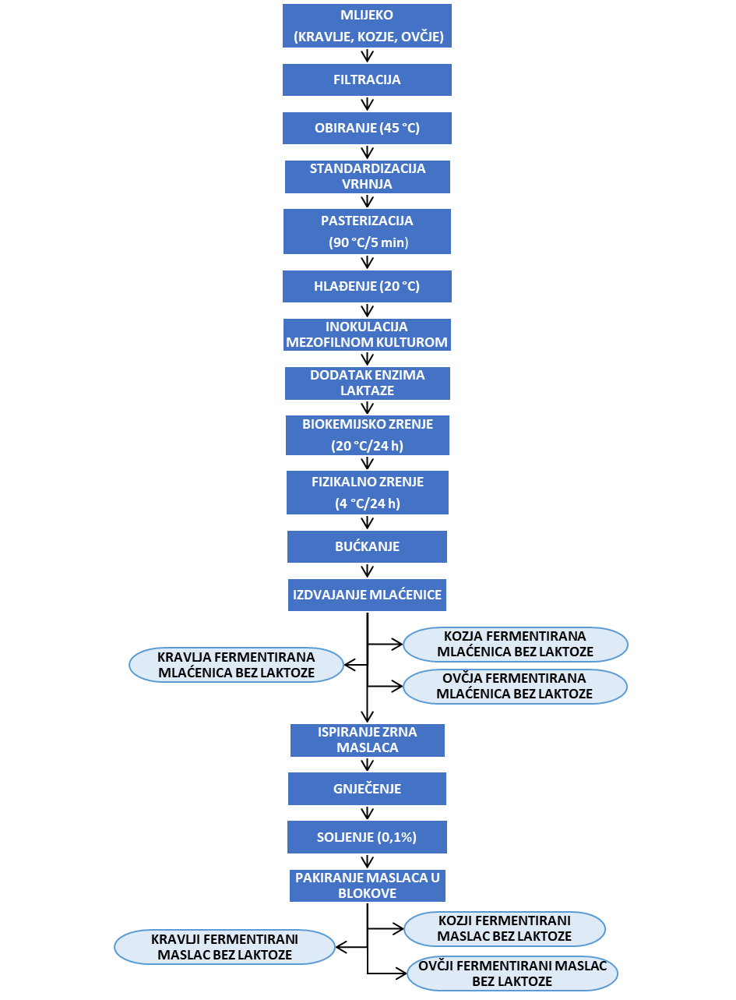 MLIJEKO
(KRAVLJE, KOZJE, OVČJE)
FILTRACIJA
OBIRANJE (45 °C)
STANDARDIZACIJA
VRHNJA
PASTERIZACIJA
(90 °C/5 min)
HLAĐENJE (20 °C)
INOKULACIJA
MEZOFILNOM KULTUROM
DODATAK ENZIMA
LAKTAZE
BIOKEMIJSKO ZRENJE
(20 °C/24 h)
FIZIKALNO ZRENJE
(4 °C/24 h)
BUĆKANJE
IZDVAJANJE MLAĆENICE
KOZJA FERMENTIRANA
MLAĆENICA BEZ LAKTOZE
KRAVLJA FERMENTIRANA
MLAĆENICA BEZ LAKTOZE
OVČJA FERMENTIRANA
MLAĆENICA BEZ LAKTOZE
ISPIRANJE ZRNA
MASLACA
GNJEČENJE
SOLJENJE (0,1%)
PAKIRANJE MASLACA U
BLOKOVE
KOZJI FERMENTIRANI
MASLAC BEZ LAKTOZE
KRAVLJI FERMENTIRANI
MASLAC BEZ LAKTOZE
OVČJI FERMENTIRANI MASLAC
BEZ LAKTOZE